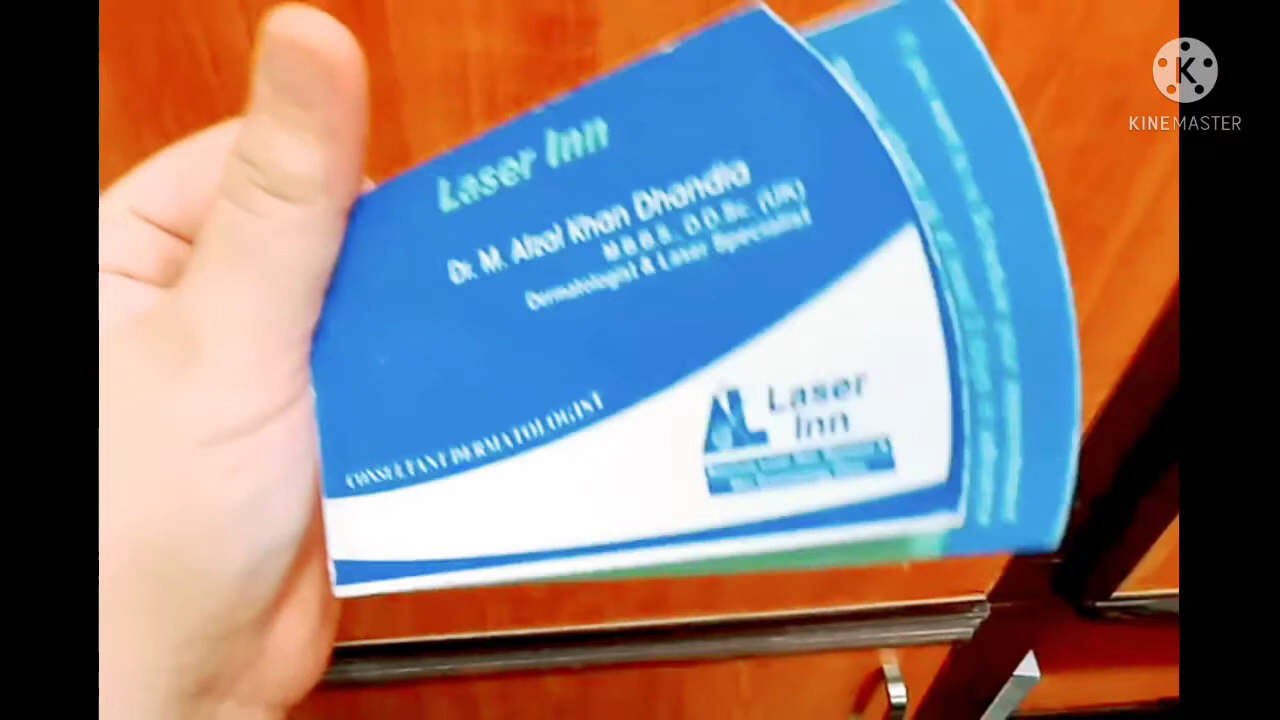 Laser Inn
Dr. M. Afzal Khan Dhandla
M.B.B.S., D.D.Sc. (UK)
Dermatologist & Laser Specialist
CONSULTANT DERMATOLOGIST
Laser
Inn
K
KINEMASTER